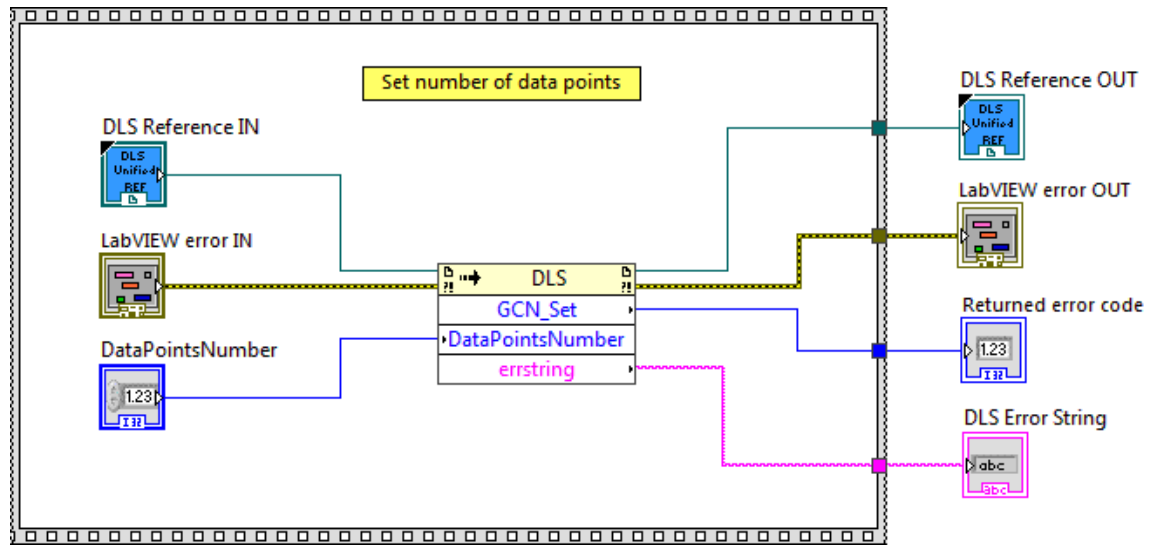 Set number of data points
DLS Reference IN
DLS
Unified
REF
LabVIEW error IN
DataPointsNumber
1.23
I32
?!
DLS
?!
GCN_Set
DataPointsNumber
errstring
DLS Reference OUT
DLS
Unified
REF
LabVIEW error OUT
Returned error code
1.23
I32
DLS Error String
abc
abc